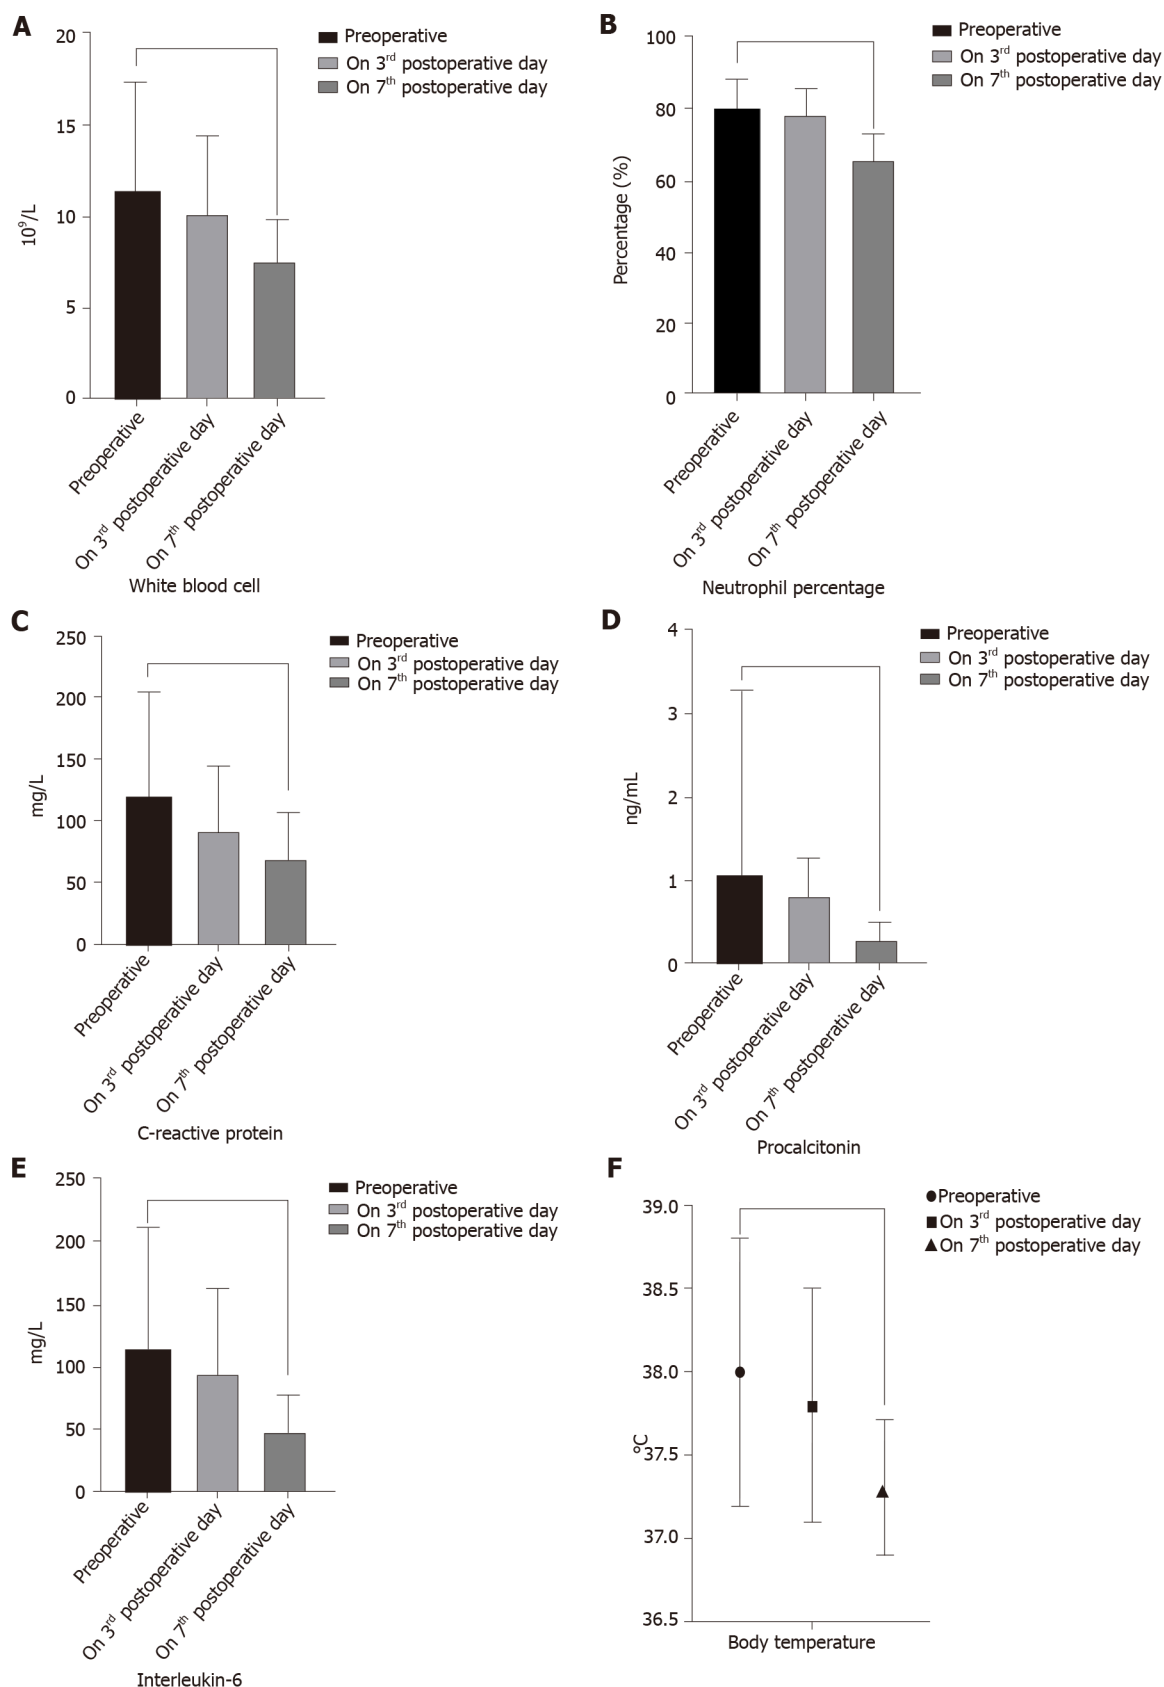 A
20
15
10
5
0
10⁹/L
Preoperative
On 3rd postoperative day
On 7th postoperative day
Preoperative
On 3rd postoperative day
On 7th postoperative day
White blood cell
B
100
80
60
40
20
0
Percentage (%)
Preoperative
On 3rd postoperative day
On 7th postoperative day
Preoperative
On 3rd postoperative day
On 7th postoperative day
Neutrophil percentage
C
250
200
150
100
50
0
mg/L
Preoperative
On 3rd postoperative day
On 7th postoperative day
Preoperative
On 3rd postoperative day
On 7th postoperative day
C-reactive protein
D
4
3
2
1
0
ng/mL
Preoperative
On 3rd postoperative day
On 7th postoperative day
Preoperative
On 3rd postoperative day
On 7th postoperative day
Procalcitonin
E
250
200
150
100
50
0
mg/L
Preoperative
On 3rd postoperative day
On 7th postoperative day
Preoperative
On 3rd postoperative day
On 7th postoperative day
Interleukin-6
F
39.0
38.5
38.0
37.5
37.0
36.5
°C
Preoperative
On 3rd postoperative day
On 7th postoperative day
Body temperature